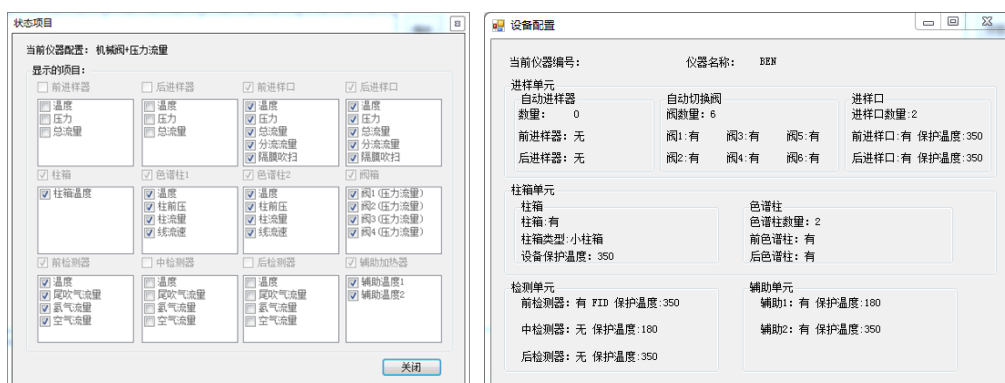 状态项目
当前仪器配置: 机械阀+压力流量
显示的项目:
前进样器
后进样器
前进样口
后进样口
温度
压力
总流量
温度
压力
总流量
温度
压力
总流量
分流流量
隔膜吹扫
温度
压力
总流量
分流流量
隔膜吹扫
柱箱
色谱柱1
色谱柱2
阀箱
柱箱温度
温度
柱前压
柱流量
线流速
温度
柱前压
柱流量
线流速
阀1(压力流量)
阀2(压力流量)
阀3(压力流量)
阀4(压力流量)
前检测器
中检测器
后检测器
辅助加热器
温度
尾吹气流量
氢气流量
空气流量
温度
尾吹气流量
氢气流量
空气流量
温度
尾吹气流量
氢气流量
空气流量
辅助温度1
辅助温度2
关闭
设备配置
当前仪器编号: 仪器名称: BEN
进样单元
自动进样器
数量: 0
前进样器: 无
后进样器: 无
自动切换阀
阀数量: 6
阀1:有 阀3:有 阀5:有
阀2:有 阀4:有 阀6:有
进样口
进样口数量:2
前进样口:有 保护温度:350
后进样口:有 保护温度:350
柱箱单元
柱箱
柱箱:有
柱箱类型:小柱箱
设备保护温度: 350
色谱柱
色谱柱数量: 2
前色谱柱: 有
后色谱柱: 有
检测单元
前检测器: 有 FID 保护温度:350
中检测器: 无 保护温度:180
后检测器: 无 保护温度:350
辅助单元
辅助1: 有 保护温度:180
辅助2: 有 保护温度:350